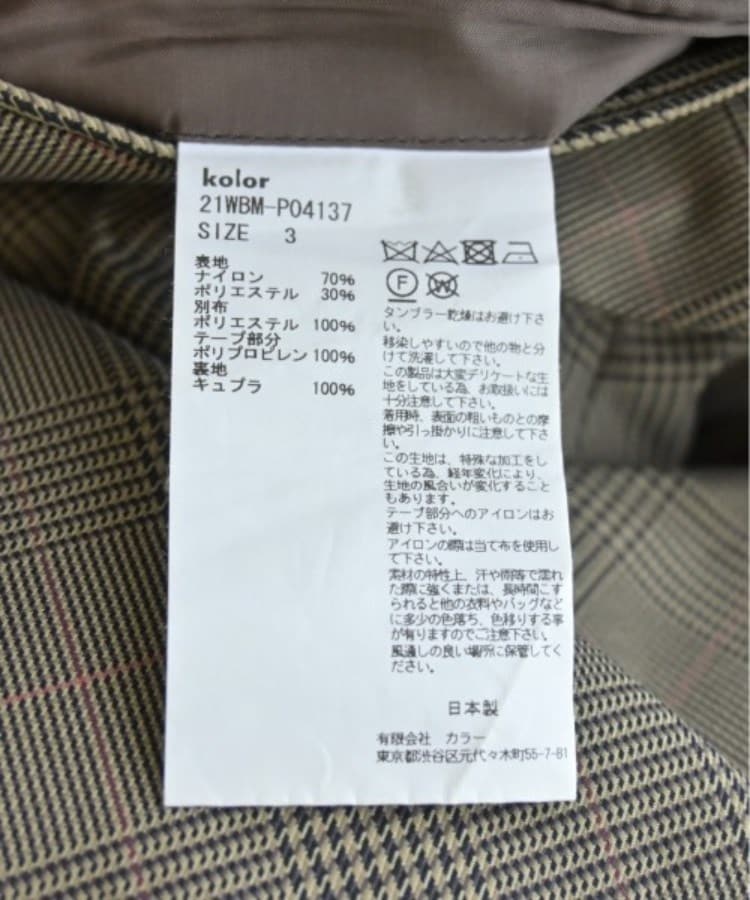 kolor
21WBM-P04137
SIZE 3
表地
ナイロン 70%
ポリエステル 30%
別布
ポリエステル 100%
テープ部分
ポリプロピレン 100%
裏地
キュプラ 100%
F
W
タンブラー乾燥はお避け下さ
い。
移染しやすいので他の物と分
けて洗濯して下さい。
この製品は大変デリケートな生
地をしている為、お取扱いには
十分注意して下さい。
着用時、表面の粗いものとの摩
擦や引っ掛かりに注意して下さ
い。
この生地は、特殊な加工をし
ている為、経年変化により、
生地の風合いが変化すること
もあります。
テープ部分へのアイロンはお
避け下さい。
アイロンの際は当て布を使用し
て下さい。
素材の特性上、汗や雨等で濡れ
た際に強くまたは、長時間こす
られると他の衣料やバッグなど
に多少の色落ち、色移りする事
が有りますのでご注意下さい。
風通しの良い場所に保管してく
ださい。
日本製
有限会社 カラー
東京都渋谷区元代々木町55-7-B1